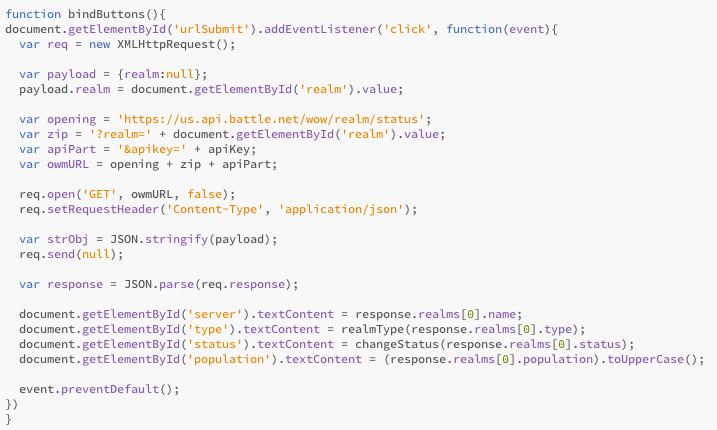 function bindButtons(){
document.getElementById('urlSubmit').addEventListener('click', function(event){
  var req = new XMLHttpRequest();

  var payload = {realm:null};
  payload.realm = document.getElementById('realm').value;

  var opening = 'https://us.api.battle.net/wow/realm/status';
  var zip = '?realm=' + document.getElementById('realm').value;
  var apiPart = '&apikey=' + apiKey;
  var owmURL = opening + zip + apiPart;

  req.open('GET', owmURL, false);
  req.setRequestHeader('Content-Type', 'application/json');

  var strObj = JSON.stringify(payload);
  req.send(null);

  var response = JSON.parse(req.response);

  document.getElementById('server').textContent = response.realms[0].name;
  document.getElementById('type').textContent = realmType(response.realms[0].type);
  document.getElementById('status').textContent = changeStatus(response.realms[0].status);
  document.getElementById('population').textContent = (response.realms[0].population).toUpperCase();

  event.preventDefault();
})
}